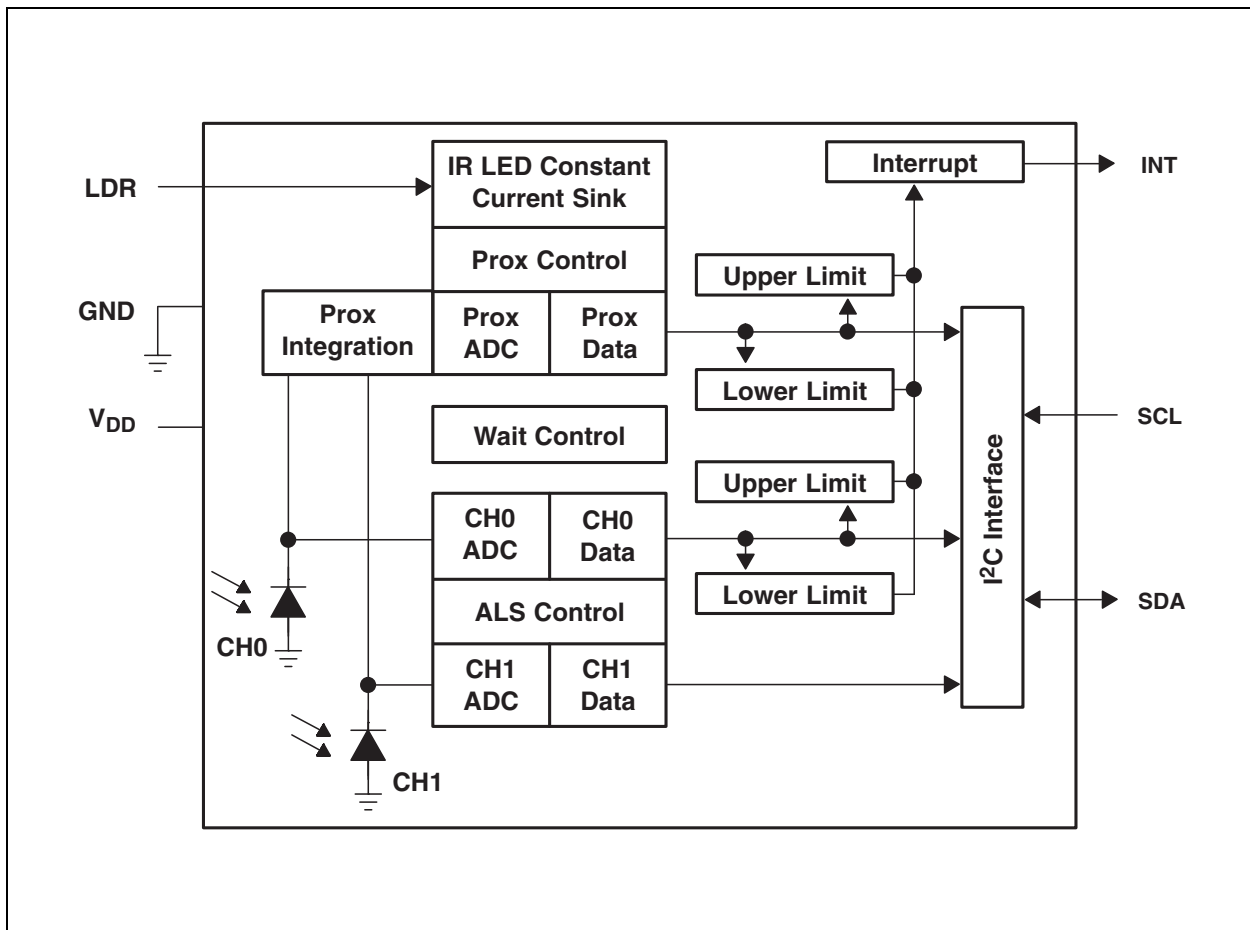 IR LED Constant
Current Sink
Interrupt
INT
LDR
Prox Control
Upper Limit
GND
Prox
Integration
Prox
ADC
Prox
Data
Lower Limit
VDD
Wait Control
SCL
Upper Limit
CH0
ADC
CH0
Data
I2C Interface
Lower Limit
SDA
ALS Control
CH0
CH1
ADC
CH1
Data
CH1